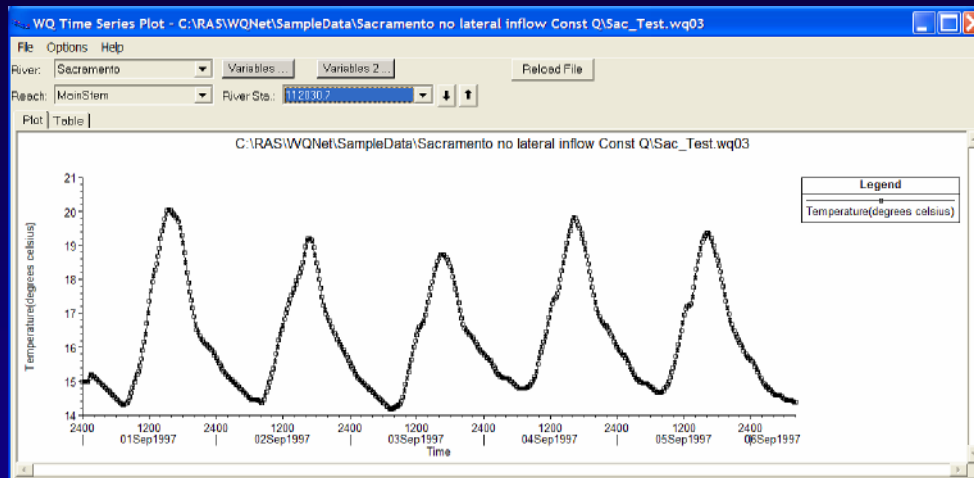 WQ Time Series Plot - C:\RAS\WQNet\SampleData\Sacramento no lateral inflow Const Q\Sac_Test.wq03
File Options Help
River: Sacramento Variables ... Variables 2 ... Reload File
Reach: MainStem River Sta.: 112030.7
Plot Table
C:\RAS\WQNet\SampleData\Sacramento no lateral inflow Const Q\Sac_Test.wq03
Legend
Temperature(degrees celsius)
Temperature(degrees celsius)
21
20
19
18
17
16
15
14
2400 1200 2400 1200 2400 1200 2400 1200 2400 1200 2400
01Sep1997 02Sep1997 03Sep1997 04Sep1997 05Sep1997 06Sep1997
Time